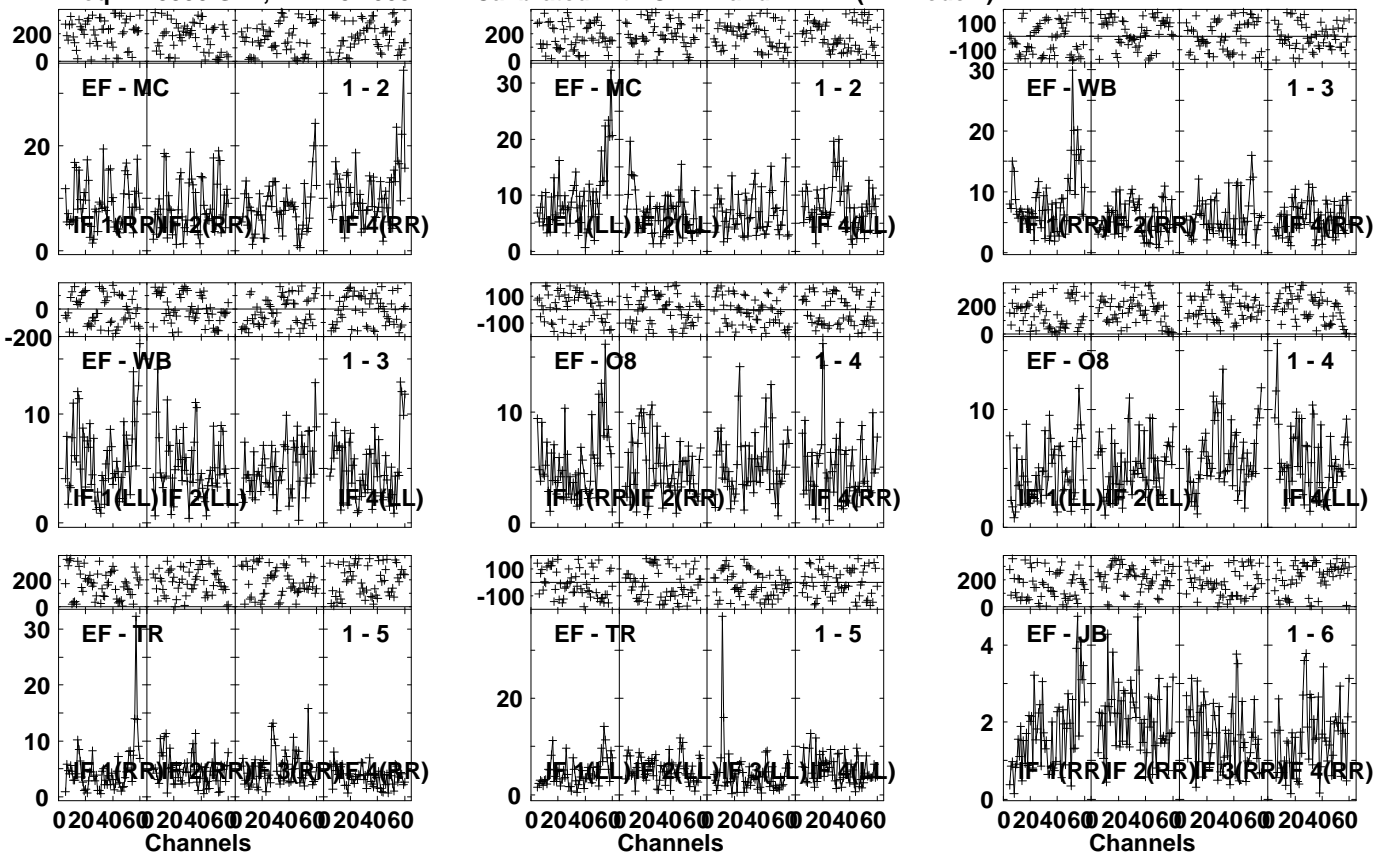 200
0
EF - MC 1 - 2
20
0
IF 1(RR) IF 2(RR) IF 4(RR)
200
0
EF - MC 1 - 2
30
20
10
0
IF 1(LL) IF 2(LL) IF 4(LL)
100
-100
EF - WB 1 - 3
30
20
10
0
IF 1(RR) IF 2(RR) IF 4(RR)
0
-200
EF - WB 1 - 3
10
0
IF 1(LL) IF 2(LL) IF 4(LL)
100
-100
EF - O8 1 - 4
10
0
IF 1(RR) IF 2(RR) IF 4(RR)
200
0
EF - O8 1 - 4
10
0
IF 1(LL) IF 2(LL) IF 4(LL)
200
0
EF - TR 1 - 5
30
20
10
0
IF 1(RR) IF 2(RR) IF 3(RR) IF 4(RR)
0 20 40 60 0 20 40 60 0 20 40 60 0 20 40 60
Channels
100
-100
EF - TR 1 - 5
20
0
IF 1(LL) IF 2(LL) IF 3(LL) IF 4(LL)
0 20 40 60 0 20 40 60 0 20 40 60 0 20 40 60
Channels
200
0
EF - JB 1 - 6
4
2
0
IF 1(RR) IF 2(RR) IF 3(RR) IF 4(RR)
0 20 40 60 0 20 40 60 0 20 40 60 0 20 40 60
Channels